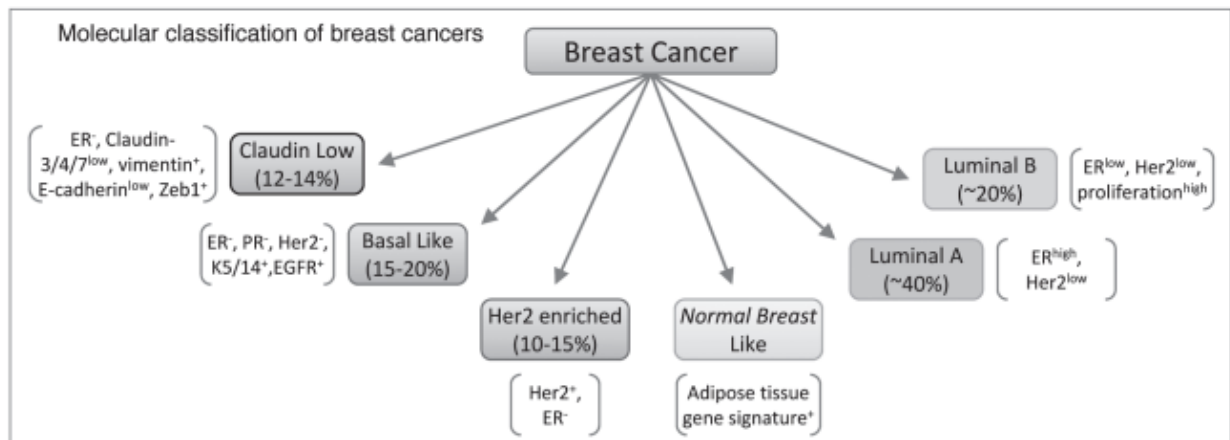 Molecular classification of breast cancers
Breast Cancer
ER⁻, Claudin-
3/4/7ˡᵒʷ, vimentin⁺,
E-cadherinˡᵒʷ, Zeb1⁺
Claudin Low
(12-14%)
ER⁻, PR⁻, Her2⁻,
K5/14⁺,EGFR⁺
Basal Like
(15-20%)
Her2 enriched
(10-15%)
Her2⁺,
ER⁻
Normal Breast
Like
Adipose tissue
gene signature⁺
Luminal A
(~40%)
ERʰⁱᵍʰ,
Her2ˡᵒʷ
Luminal B
(~20%)
ERˡᵒʷ, Her2ˡᵒʷ,
proliferationʰⁱᵍʰ